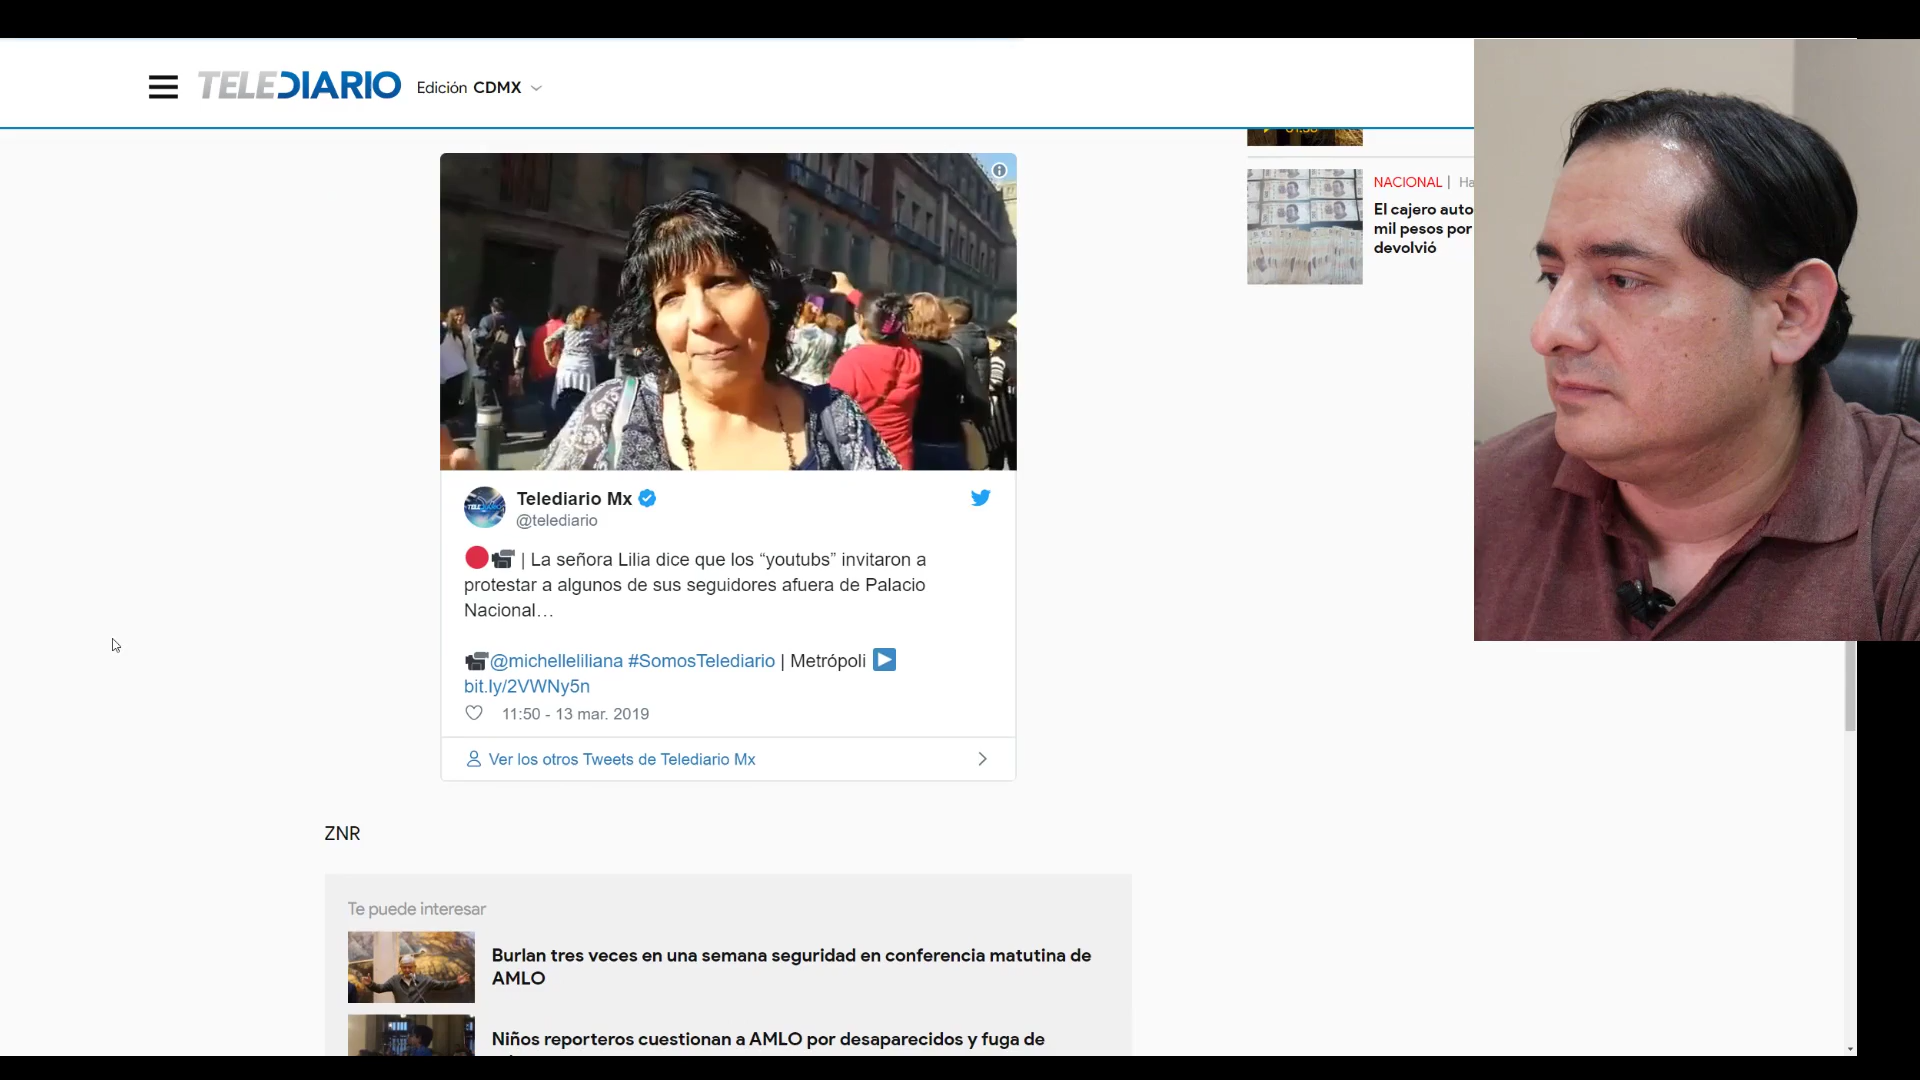 TELEDIARIO
Edición CDMX
NACIONAL | Ha
El cajero auto
mil pesos por
devolvió
Telediario Mx
@telediario
| La señora Lilia dice que los “youtubs” invitaron a
protestar a algunos de sus seguidores afuera de Palacio
Nacional…
@michelleliliana #SomosTelediario | Metrópoli
bit.ly/2VWNy5n
11:50 - 13 mar. 2019
Ver los otros Tweets de Telediario Mx
ZNR
Te puede interesar
Burlan tres veces en una semana seguridad en conferencia matutina de
AMLO
Niños reporteros cuestionan a AMLO por desaparecidos y fuga de